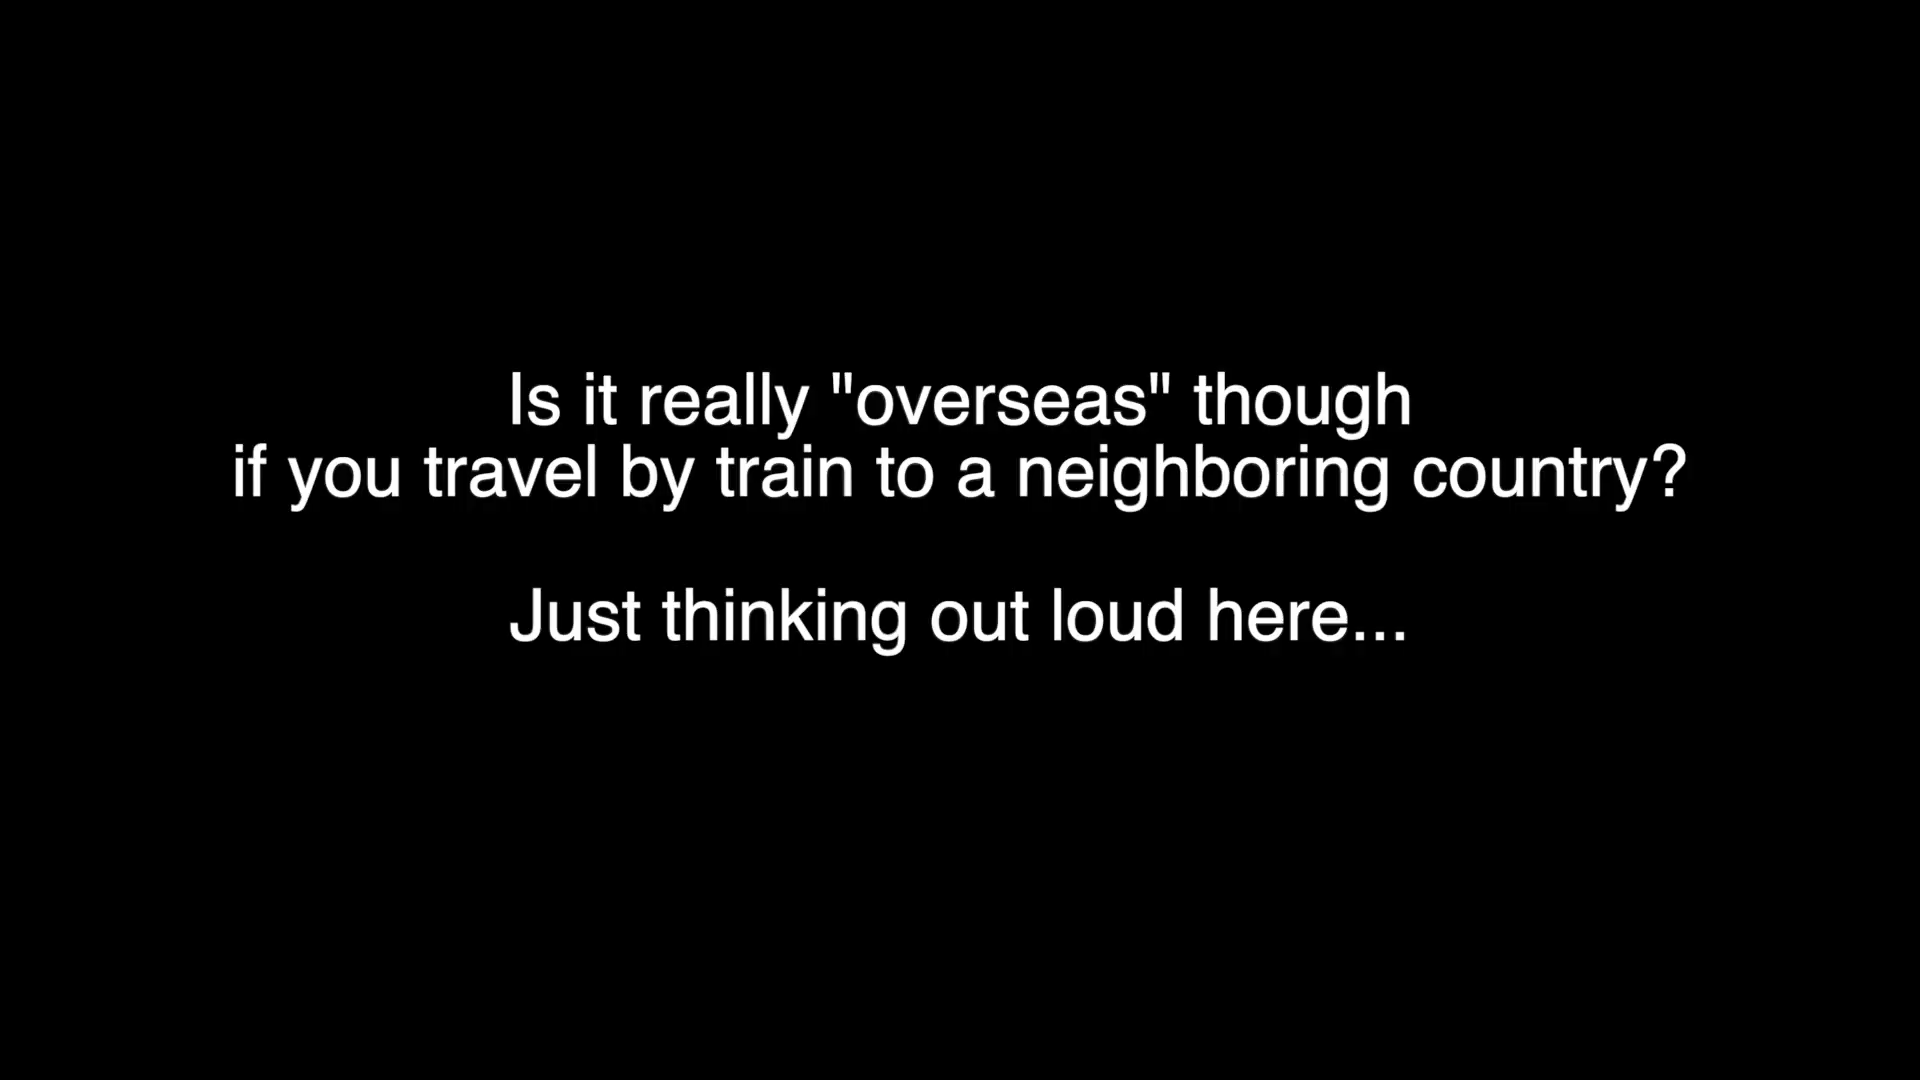 Is it really "overseas" though
if you travel by train to a neighboring country?
Just thinking out loud here...